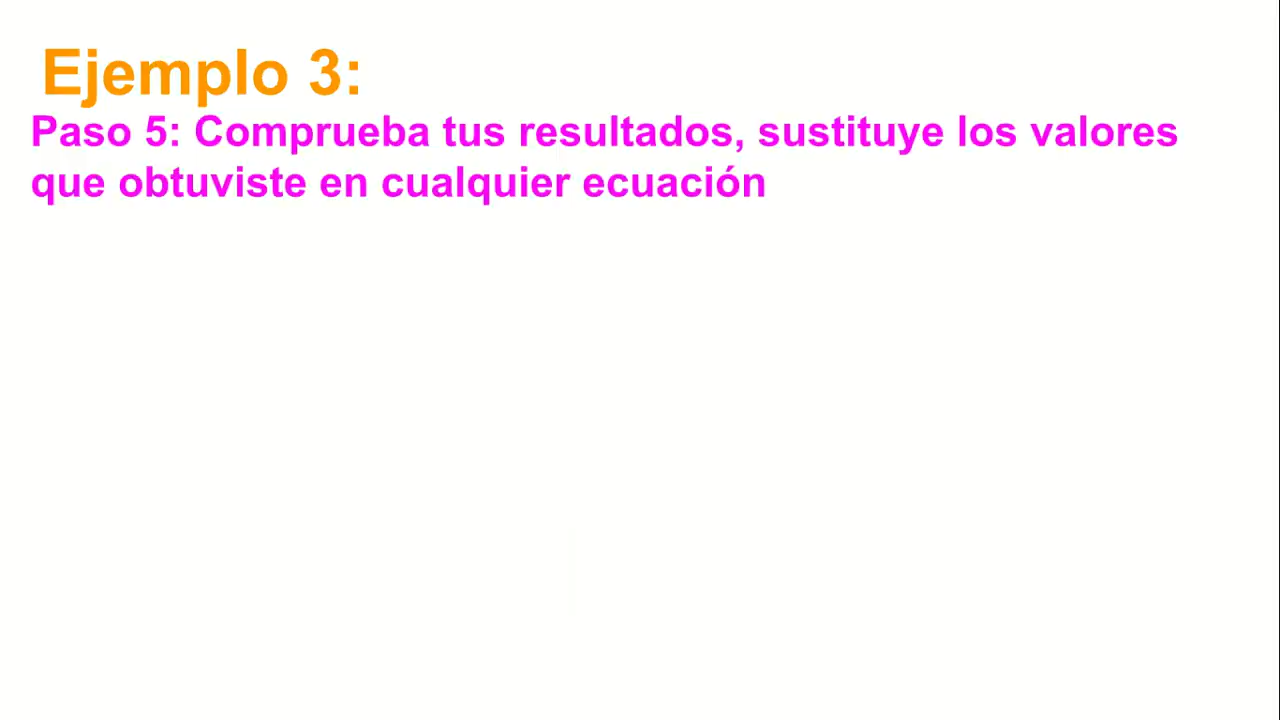 Ejemplo 3:
Paso 5: Comprueba tus resultados, sustituye los valores
que obtuviste en cualquier ecuación